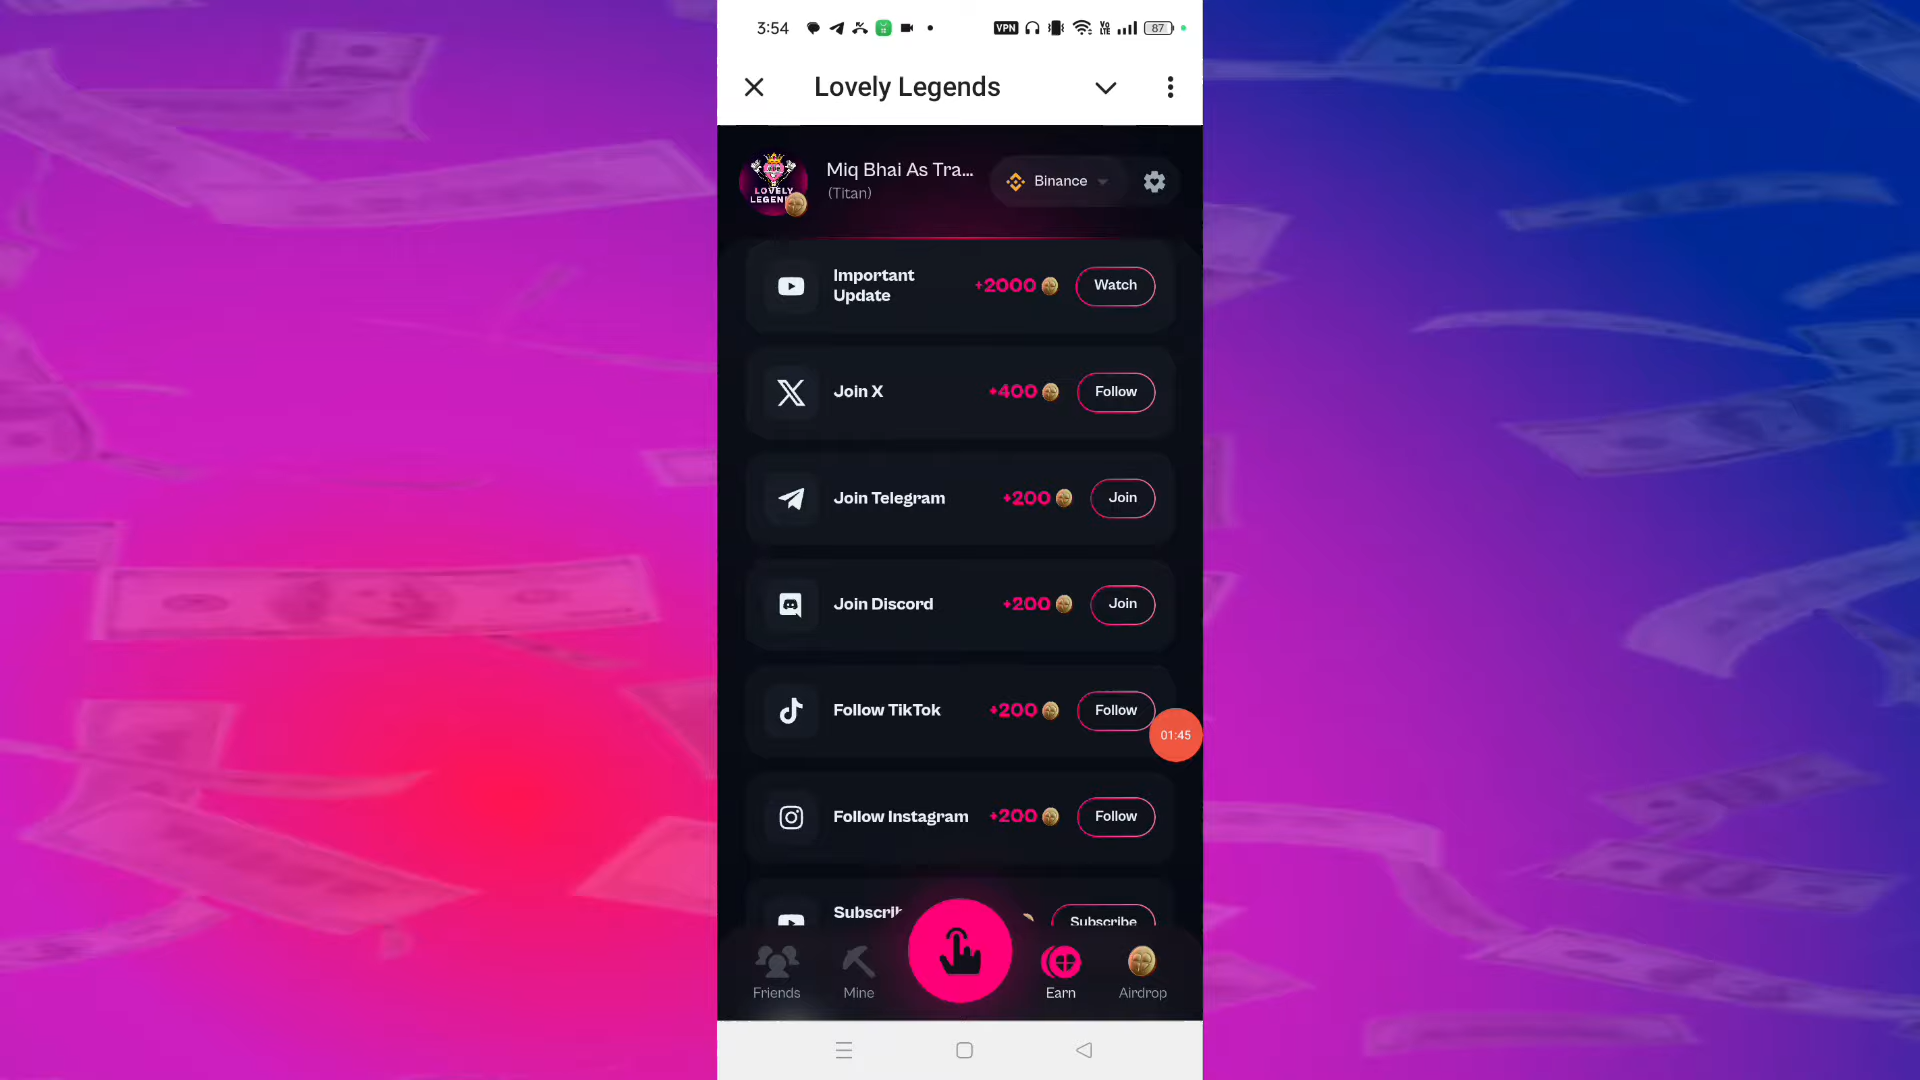 3:54 VPN Vo LTE 87
Lovely Legends
LOVELY
Miq Bhai As Tra...
(Titan)
Binance
Important
Update
+2000
Watch
Join X
+400
Follow
Join Telegram
+200
Join
Join Discord
+200
Join
Follow TikTok
+200
Follow
01:45
Follow Instagram
+200
Follow
Subscribe
Friends
Mine
Earn
Airdrop